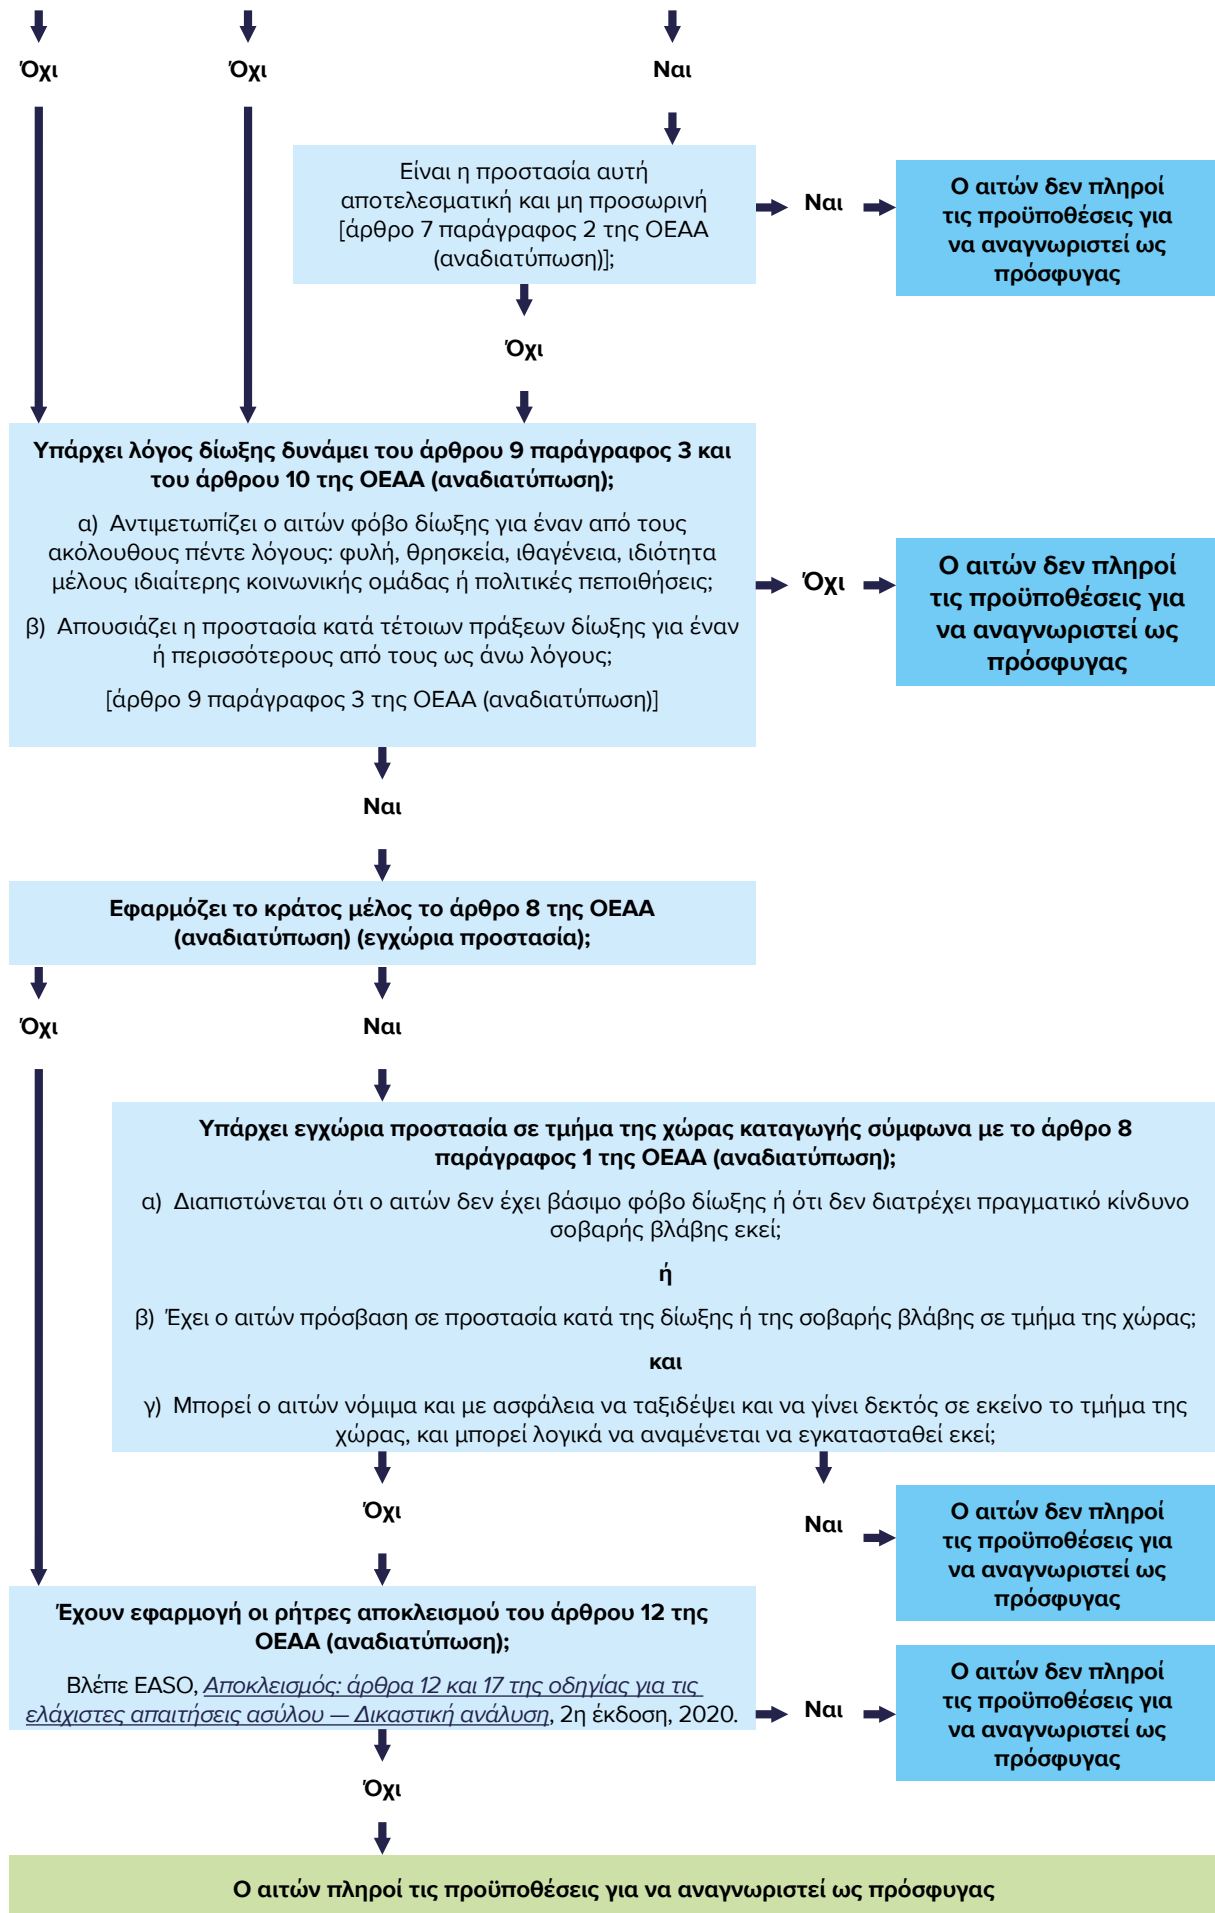 Όχι
Όχι
Ναι
Είναι η προστασία αυτή
αποτελεσματική και μη προσωρινή
[άρθρο 7 παράγραφος 2 της ΟΕΑΑ
(αναδιατύπωση)];
Ναι
Ο αιτών δεν πληροί
τις προϋποθέσεις για
να αναγνωριστεί ως
πρόσφυγας
Όχι
Υπάρχει λόγος δίωξης δυνάμει του άρθρου 9 παράγραφος 3 και
του άρθρου 10 της ΟΕΑΑ (αναδιατύπωση);
α) Αντιμετωπίζει ο αιτών φόβο δίωξης για έναν από τους
ακόλουθους πέντε λόγους: φυλή, θρησκεία, ιθαγένεια, ιδιότητα
μέλους ιδιαίτερης κοινωνικής ομάδας ή πολιτικές πεποιθήσεις;
β) Απουσιάζει η προστασία κατά τέτοιων πράξεων δίωξης για έναν
ή περισσότερους από τους ως άνω λόγους;
[άρθρο 9 παράγραφος 3 της ΟΕΑΑ (αναδιατύπωση)]
Όχι
Ο αιτών δεν πληροί
τις προϋποθέσεις για
να αναγνωριστεί ως
πρόσφυγας
Ναι
Εφαρμόζει το κράτος μέλος το άρθρο 8 της ΟΕΑΑ
(αναδιατύπωση) (εγχώρια προστασία);
Όχι
Ναι
Υπάρχει εγχώρια προστασία σε τμήμα της χώρας καταγωγής σύμφωνα με το άρθρο 8
παράγραφος 1 της ΟΕΑΑ (αναδιατύπωση);
α) Διαπιστώνεται ότι ο αιτών δεν έχει βάσιμο φόβο δίωξης ή ότι δεν διατρέχει πραγματικό κίνδυνο
σοβαρής βλάβης εκεί;
ή
β) Έχει ο αιτών πρόσβαση σε προστασία κατά της δίωξης ή της σοβαρής βλάβης σε τμήμα της χώρας;
και
γ) Μπορεί ο αιτών νόμιμα και με ασφάλεια να ταξιδέψει και να γίνει δεκτός σε εκείνο το τμήμα της
χώρας, και μπορεί λογικά να αναμένεται να εγκατασταθεί εκεί;
Όχι
Ναι
Ο αιτών δεν πληροί
τις προϋποθέσεις για
να αναγνωριστεί ως
πρόσφυγας
Έχουν εφαρμογή οι ρήτρες αποκλεισμού του άρθρου 12 της
ΟΕΑΑ (αναδιατύπωση);
Βλέπε EASO, Αποκλεισμός: άρθρα 12 και 17 της οδηγίας για τις
ελάχιστες απαιτήσεις ασύλου — Δικαστική ανάλυση, 2η έκδοση, 2020.
Ναι
Ο αιτών δεν πληροί
τις προϋποθέσεις για
να αναγνωριστεί ως
πρόσφυγας
Όχι
Ο αιτών πληροί τις προϋποθέσεις για να αναγνωριστεί ως πρόσφυγας